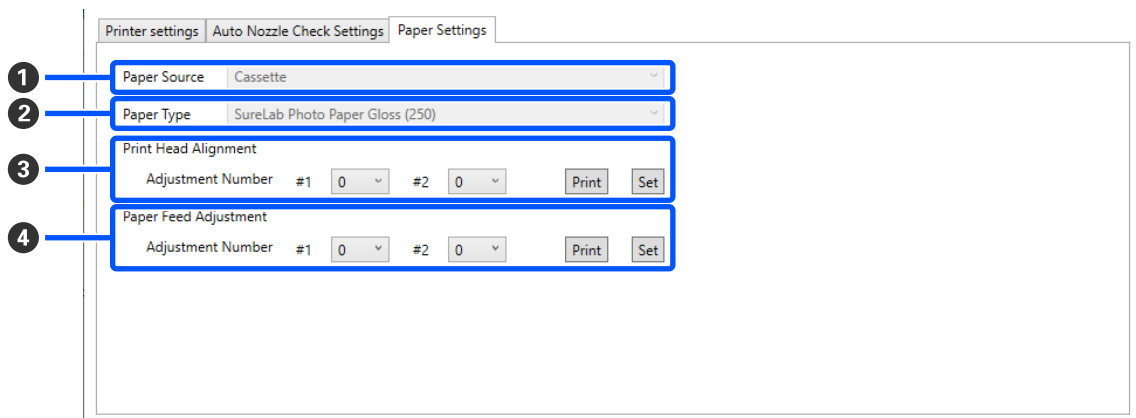 Printer settings Auto Nozzle Check Settings Paper Settings
1 Paper Source Cassette
2 Paper Type SureLab Photo Paper Gloss (250)
Print Head Alignment
3 Adjustment Number #1 0 #2 0 Print Set
Paper Feed Adjustment
4 Adjustment Number #1 0 #2 0 Print Set